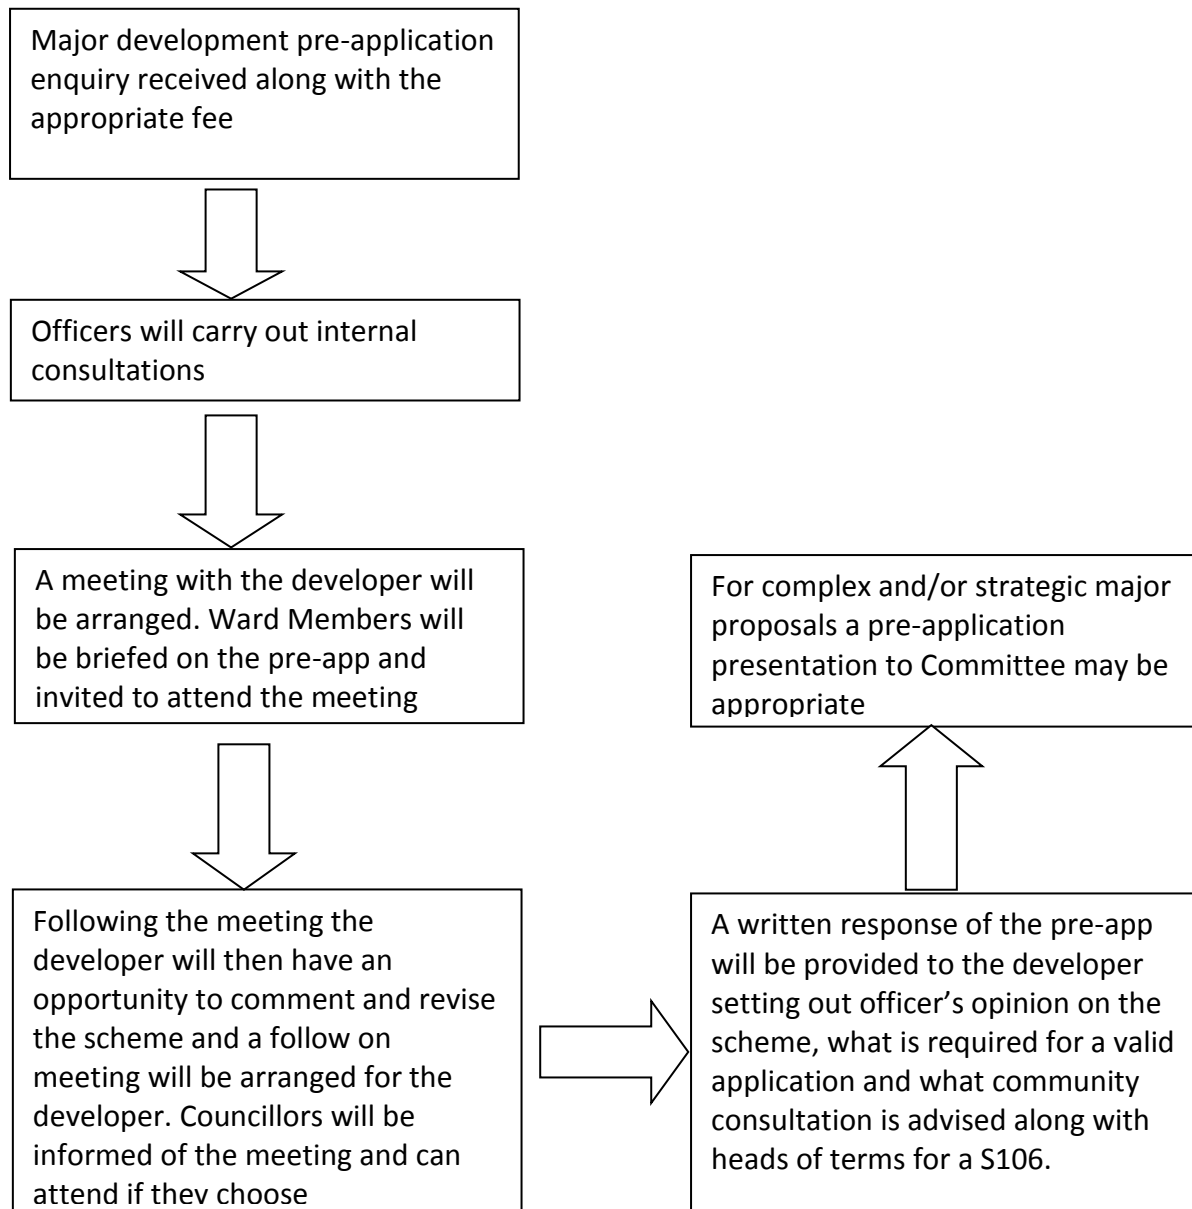 Major development pre-application
enquiry received along with the
appropriate fee
Officers will carry out internal
consultations
A meeting with the developer will
be arranged. Ward Members will
be briefed on the pre-app and
invited to attend the meeting
Following the meeting the
developer will then have an
opportunity to comment and revise
the scheme and a follow on
meeting will be arranged for the
developer. Councillors will be
informed of the meeting and can
attend if they choose
A written response of the pre-app
will be provided to the developer
setting out officer’s opinion on the
scheme, what is required for a valid
application and what community
consultation is advised along with
heads of terms for a S106.
For complex and/or strategic major
proposals a pre-application
presentation to Committee may be
appropriate